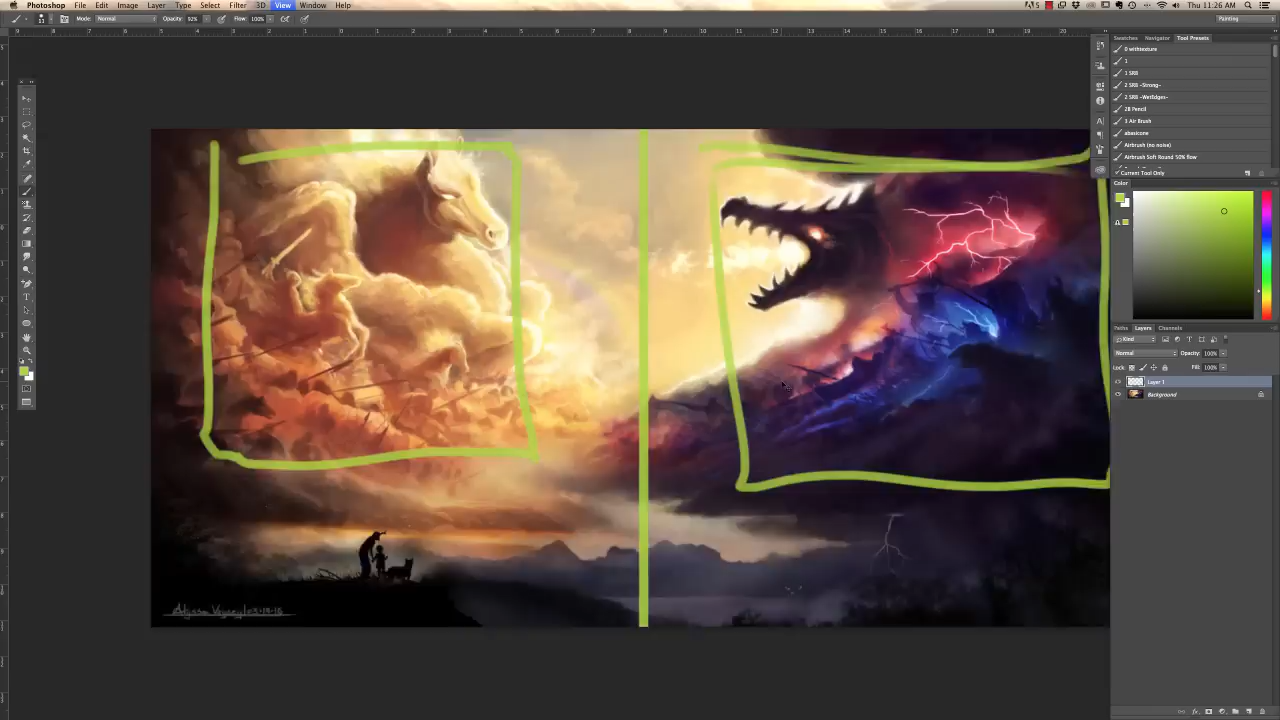 Photoshop File Edit Image Layer Type Select Filter 3D View Window Help
5 Thu 11:26 AM
Mode: Normal Opacity: 92% Flow: 100% Painting
Swatches Navigator Tool Presets
0 withtexture
1
1 SRB
2 SRB -Strong-
2 SRB -WetEdges-
2B Pencil
3 Air Brush
abasicone
Airbrush (no noise)
Airbrush Soft Round 50% flow
Current Tool Only
Color
Paths Layers Channels
Kind
Normal Opacity: 100%
Lock: Fill: 100%
Layer 1
Background